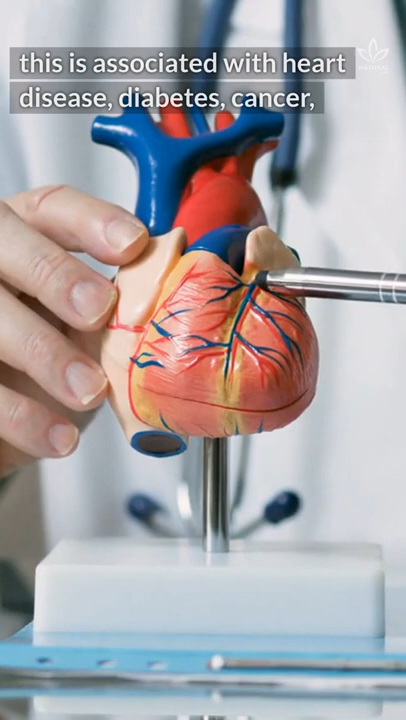 this is associated with heart
disease, diabetes, cancer,